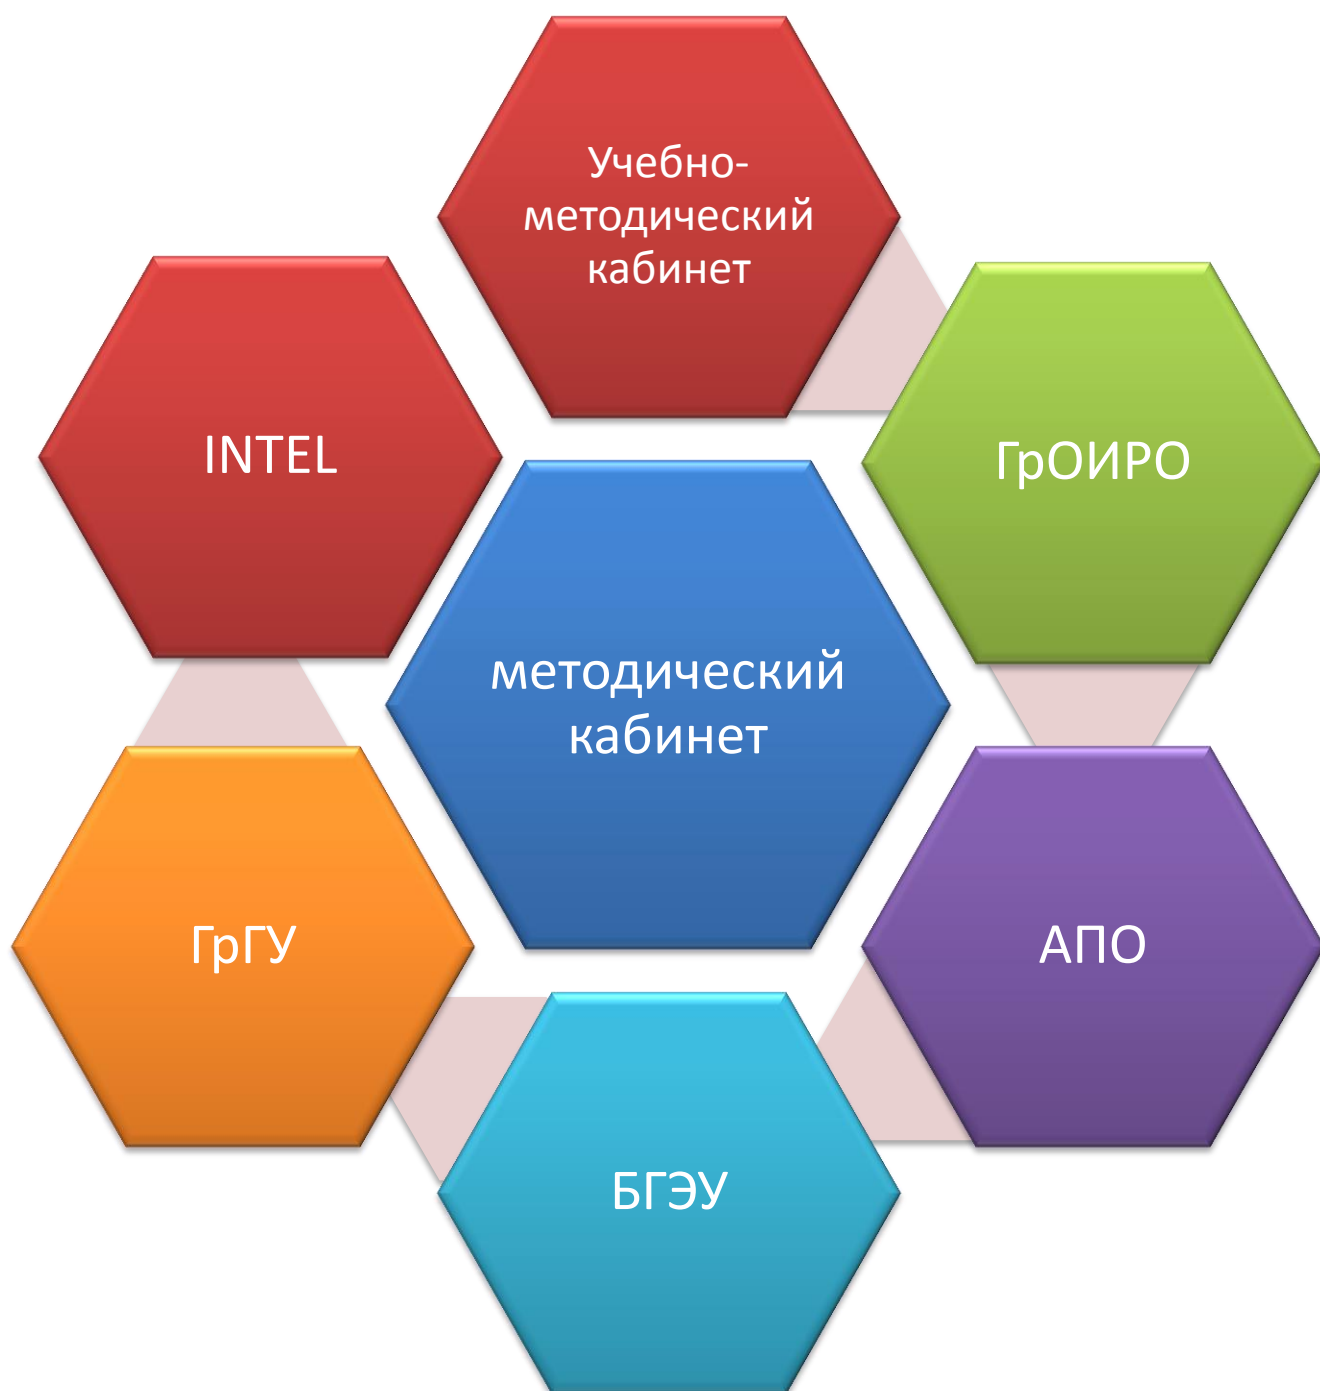 Учебно-
методический
кабинет
INTEL
ГрОИРО
методический
кабинет
ГрГУ
АПО
БГЭУ